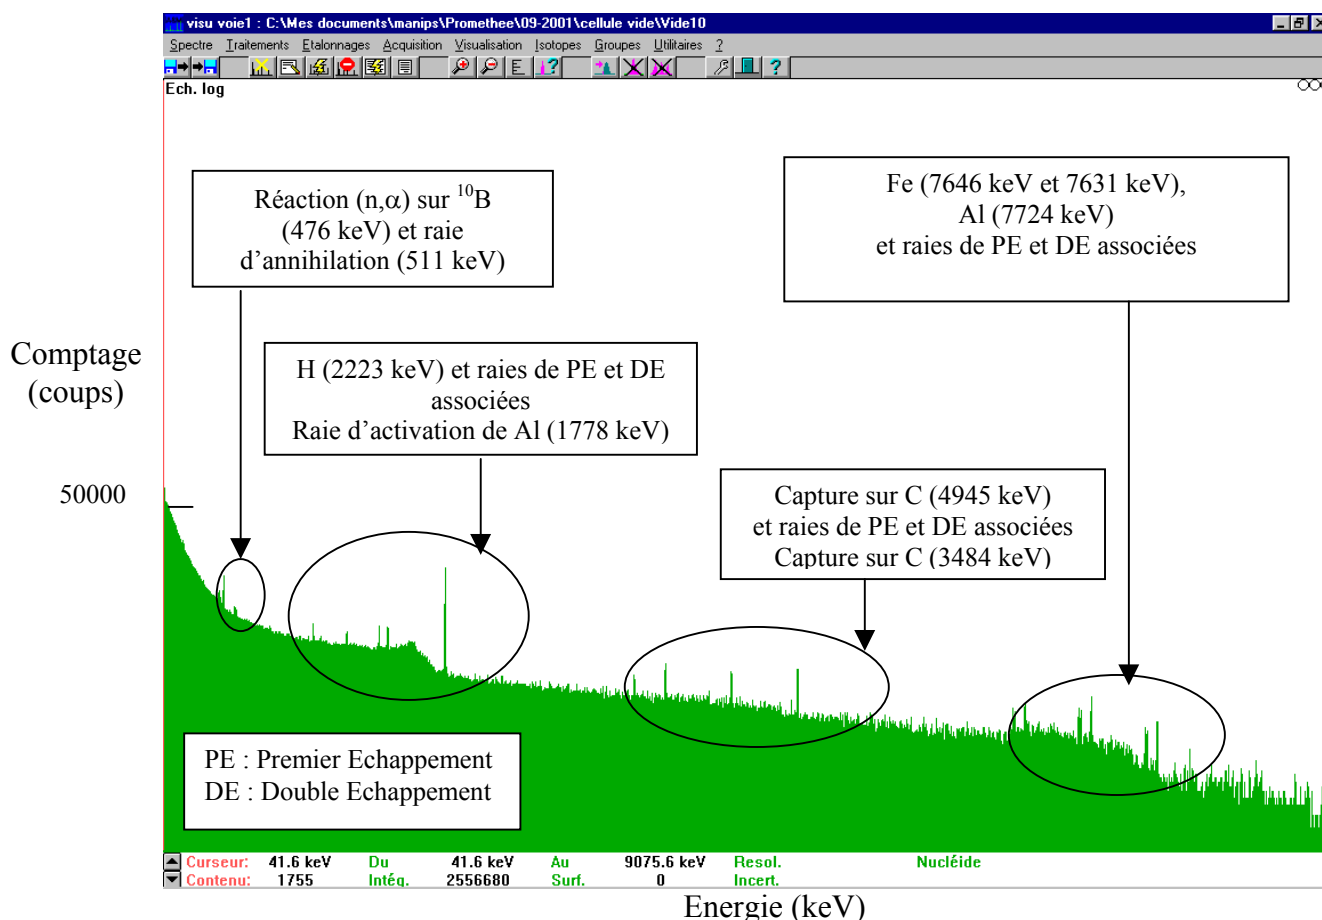 visu voie1 : C:\Mes documents\manips\Promethee\09-2001\cellule vide\Vide10
Spectre Traitements Etalonnages Acquisition Visualisation Isotopes Groupes Utilitaires ?
Ech. log
Réaction (n,α) sur 10B
(476 keV) et raie
d'annihilation (511 keV)
Fe (7646 keV et 7631 keV),
Al (7724 keV)
et raies de PE et DE associées
Comptage
(coups)
H (2223 keV) et raies de PE et DE
associées
Raie d'activation de Al (1778 keV)
50000
Capture sur C (4945 keV)
et raies de PE et DE associées
Capture sur C (3484 keV)
PE : Premier Echappement
DE : Double Echappement
Curseur: 41.6 keV Du 41.6 keV Au 9075.6 keV Resol. Nucléide
Contenu: 1755 Intég. 2556680 Surf. 0 Incert.
Energie (keV)